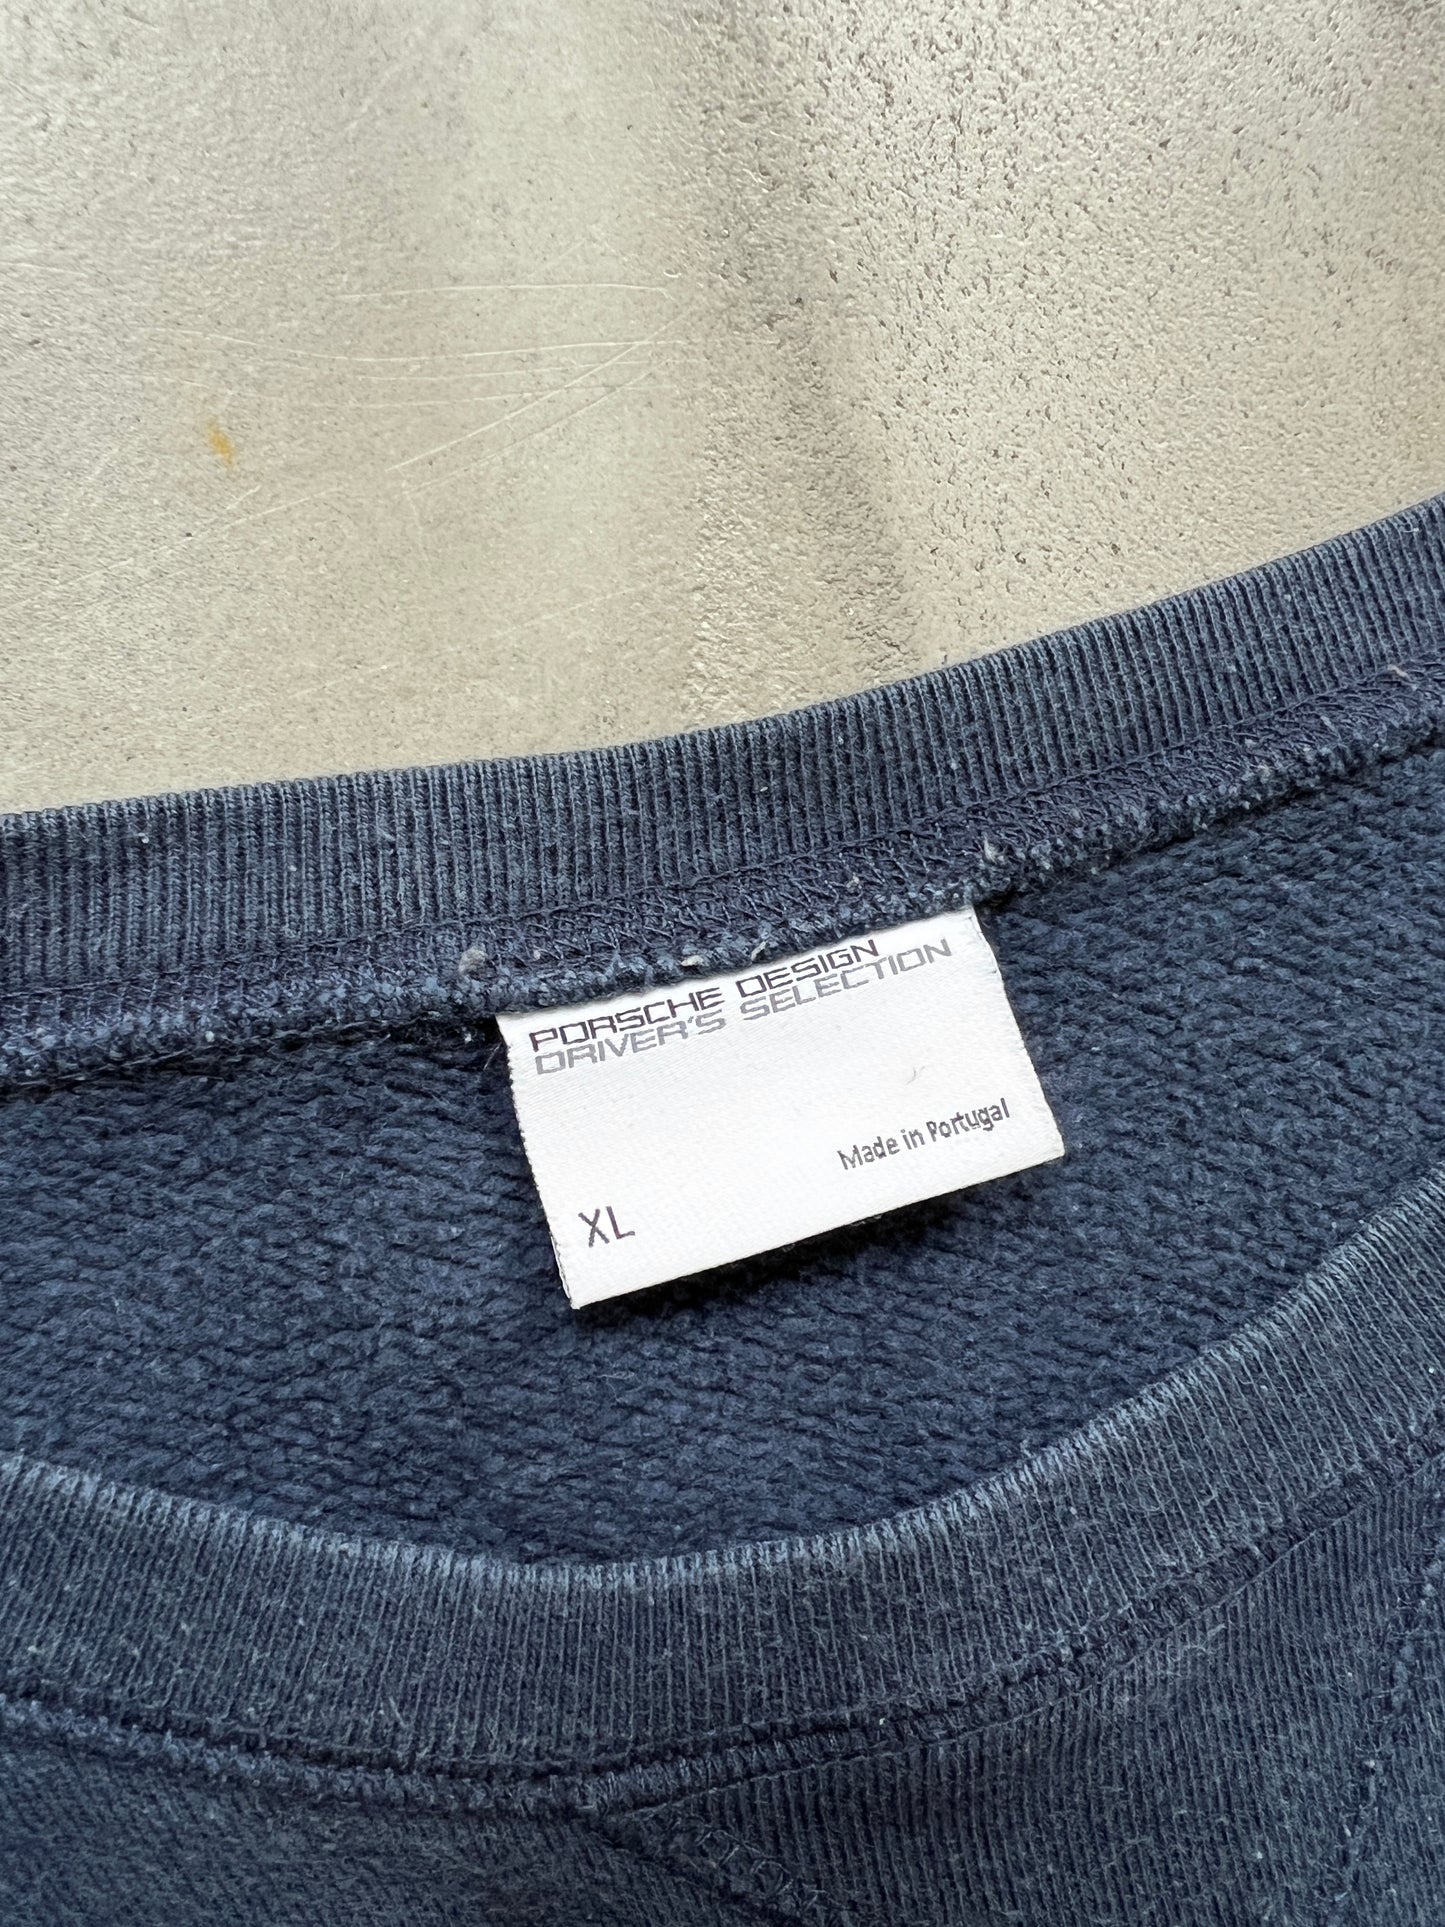 PORSCHE DESIGN
DRIVER'S SELECTION
Made in Portugal
XL